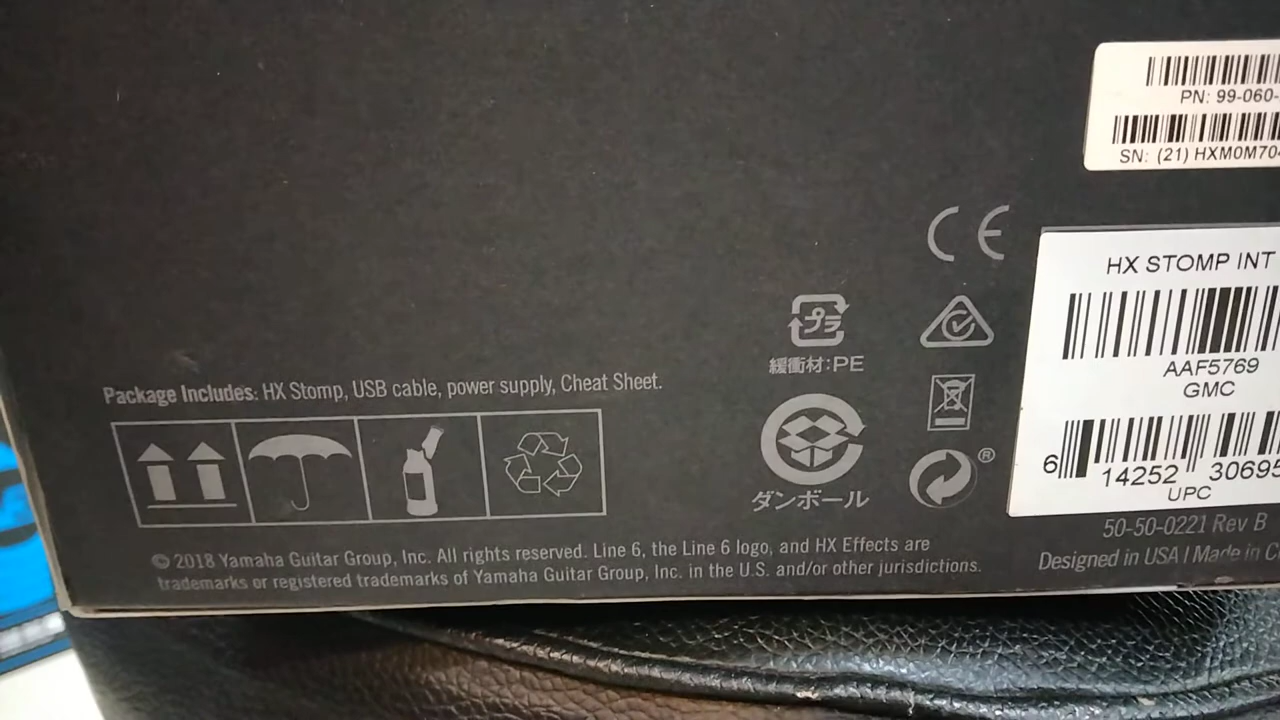 PN: 99-060-
SN: (21) HXM0M70
CE
HX STOMP INT
AAF5769
GMC
6 14252 30695
UPC
プラ
緩衝材:PE
ダンボール
®
Package Includes: HX Stomp, USB cable, power supply, Cheat Sheet.
50-50-0221 Rev B
Designed in USA | Made in C
© 2018 Yamaha Guitar Group, Inc. All rights reserved. Line 6, the Line 6 logo, and HX Effects are
trademarks or registered trademarks of Yamaha Guitar Group, Inc. in the U.S. and/or other jurisdictions.